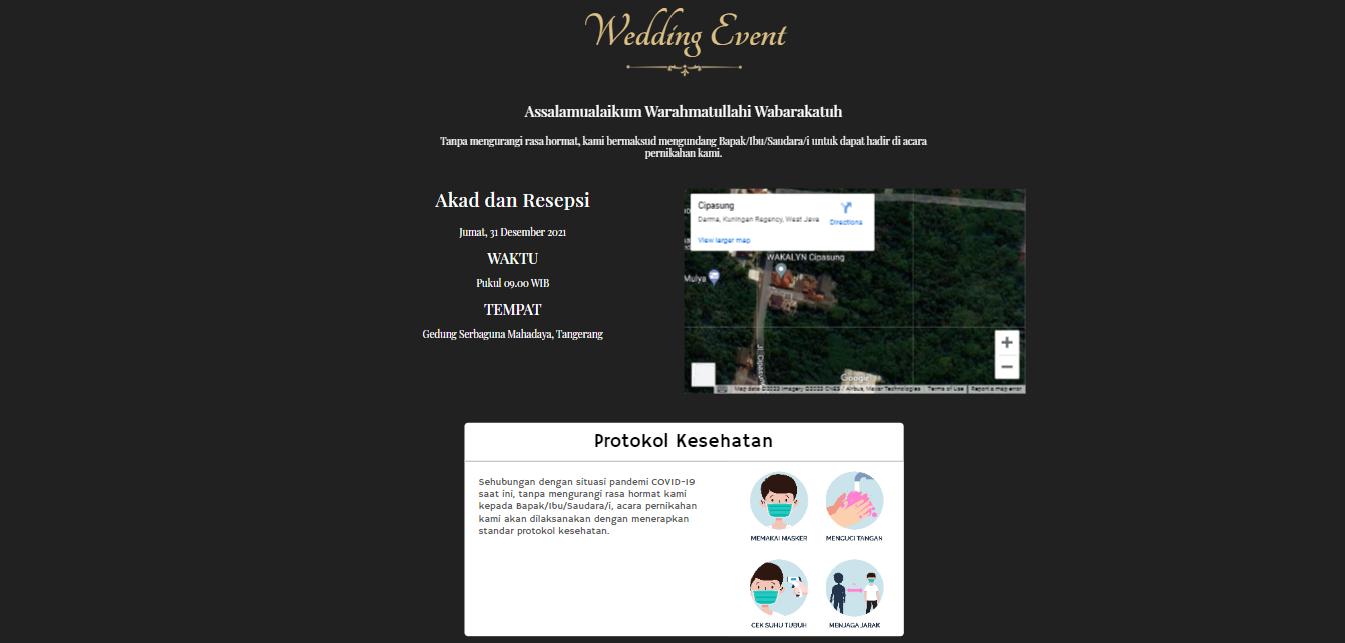 Wedding Event
Assalamualaikum Warahmatullahi Wabarakatuh
Tanpa mengurangi rasa hormat, kami bermaksud mengundang Bapak/Ibu/Saudara/i untuk dapat hadir di acara
pernikahan kami.
Akad dan Resepsi
Jumat, 31 Desember 2021
WAKTU
Pukul 09.00 WIB
TEMPAT
Gedung Serbaguna Mahadaya, Tangerang
Cipasung
Darma, Kuningan Regency, West Java
Directions
View larger map
WAKALYN Cipasung
Mulya
Jl. Cipasung
Google
Map data ©2023 Imagery ©2023 CNES / Airbus, Maxar Technologies
Terms of Use
Report a map error
Protokol Kesehatan
Sehubungan dengan situasi pandemi COVID-19
saat ini, tanpa mengurangi rasa hormat kami
kepada Bapak/Ibu/Saudara/i, acara pernikahan
kami akan dilaksanakan dengan menerapkan
standar protokol kesehatan.
MEMAKAI MASKER
MENCUCI TANGAN
CEK SUHU TUBUH
MENJAGA JARAK